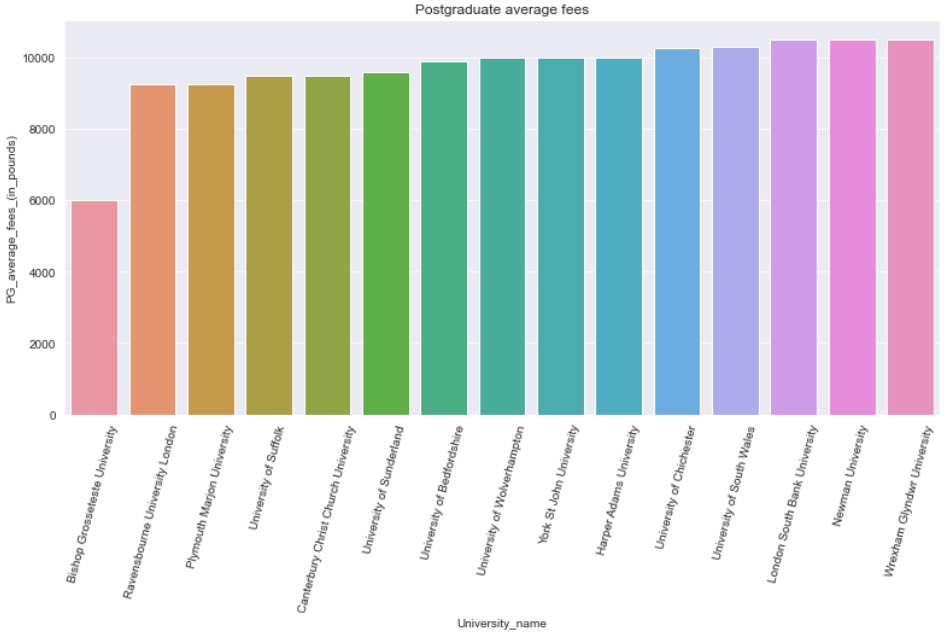 Postgraduate average fees
PG_average_fees_(in_pounds)
10000
8000
6000
4000
2000
0
Bishop Grosseteste University
Ravensbourne University London
Plymouth Marjon University
University of Suffolk
Canterbury Christ Church University
University of Sunderland
University of Bedfordshire
University of Wolverhampton
York St John University
Harper Adams University
University of Chichester
University of South Wales
London South Bank University
Newman University
Wrexham Glyndwr University
University_name